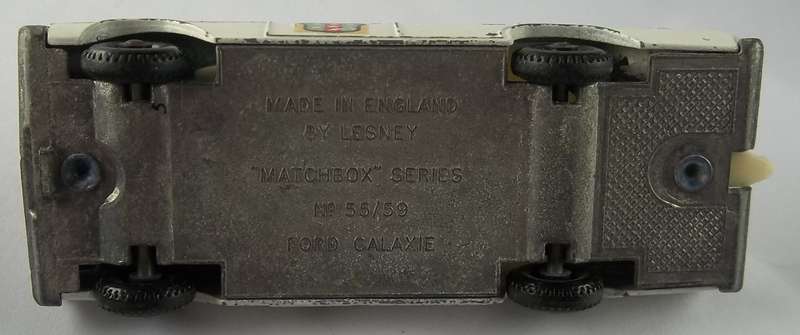 MADE IN ENGLAND
BY LESNEY
"MATCHBOX" SERIES
Nº 55/59
FORD GALAXIE